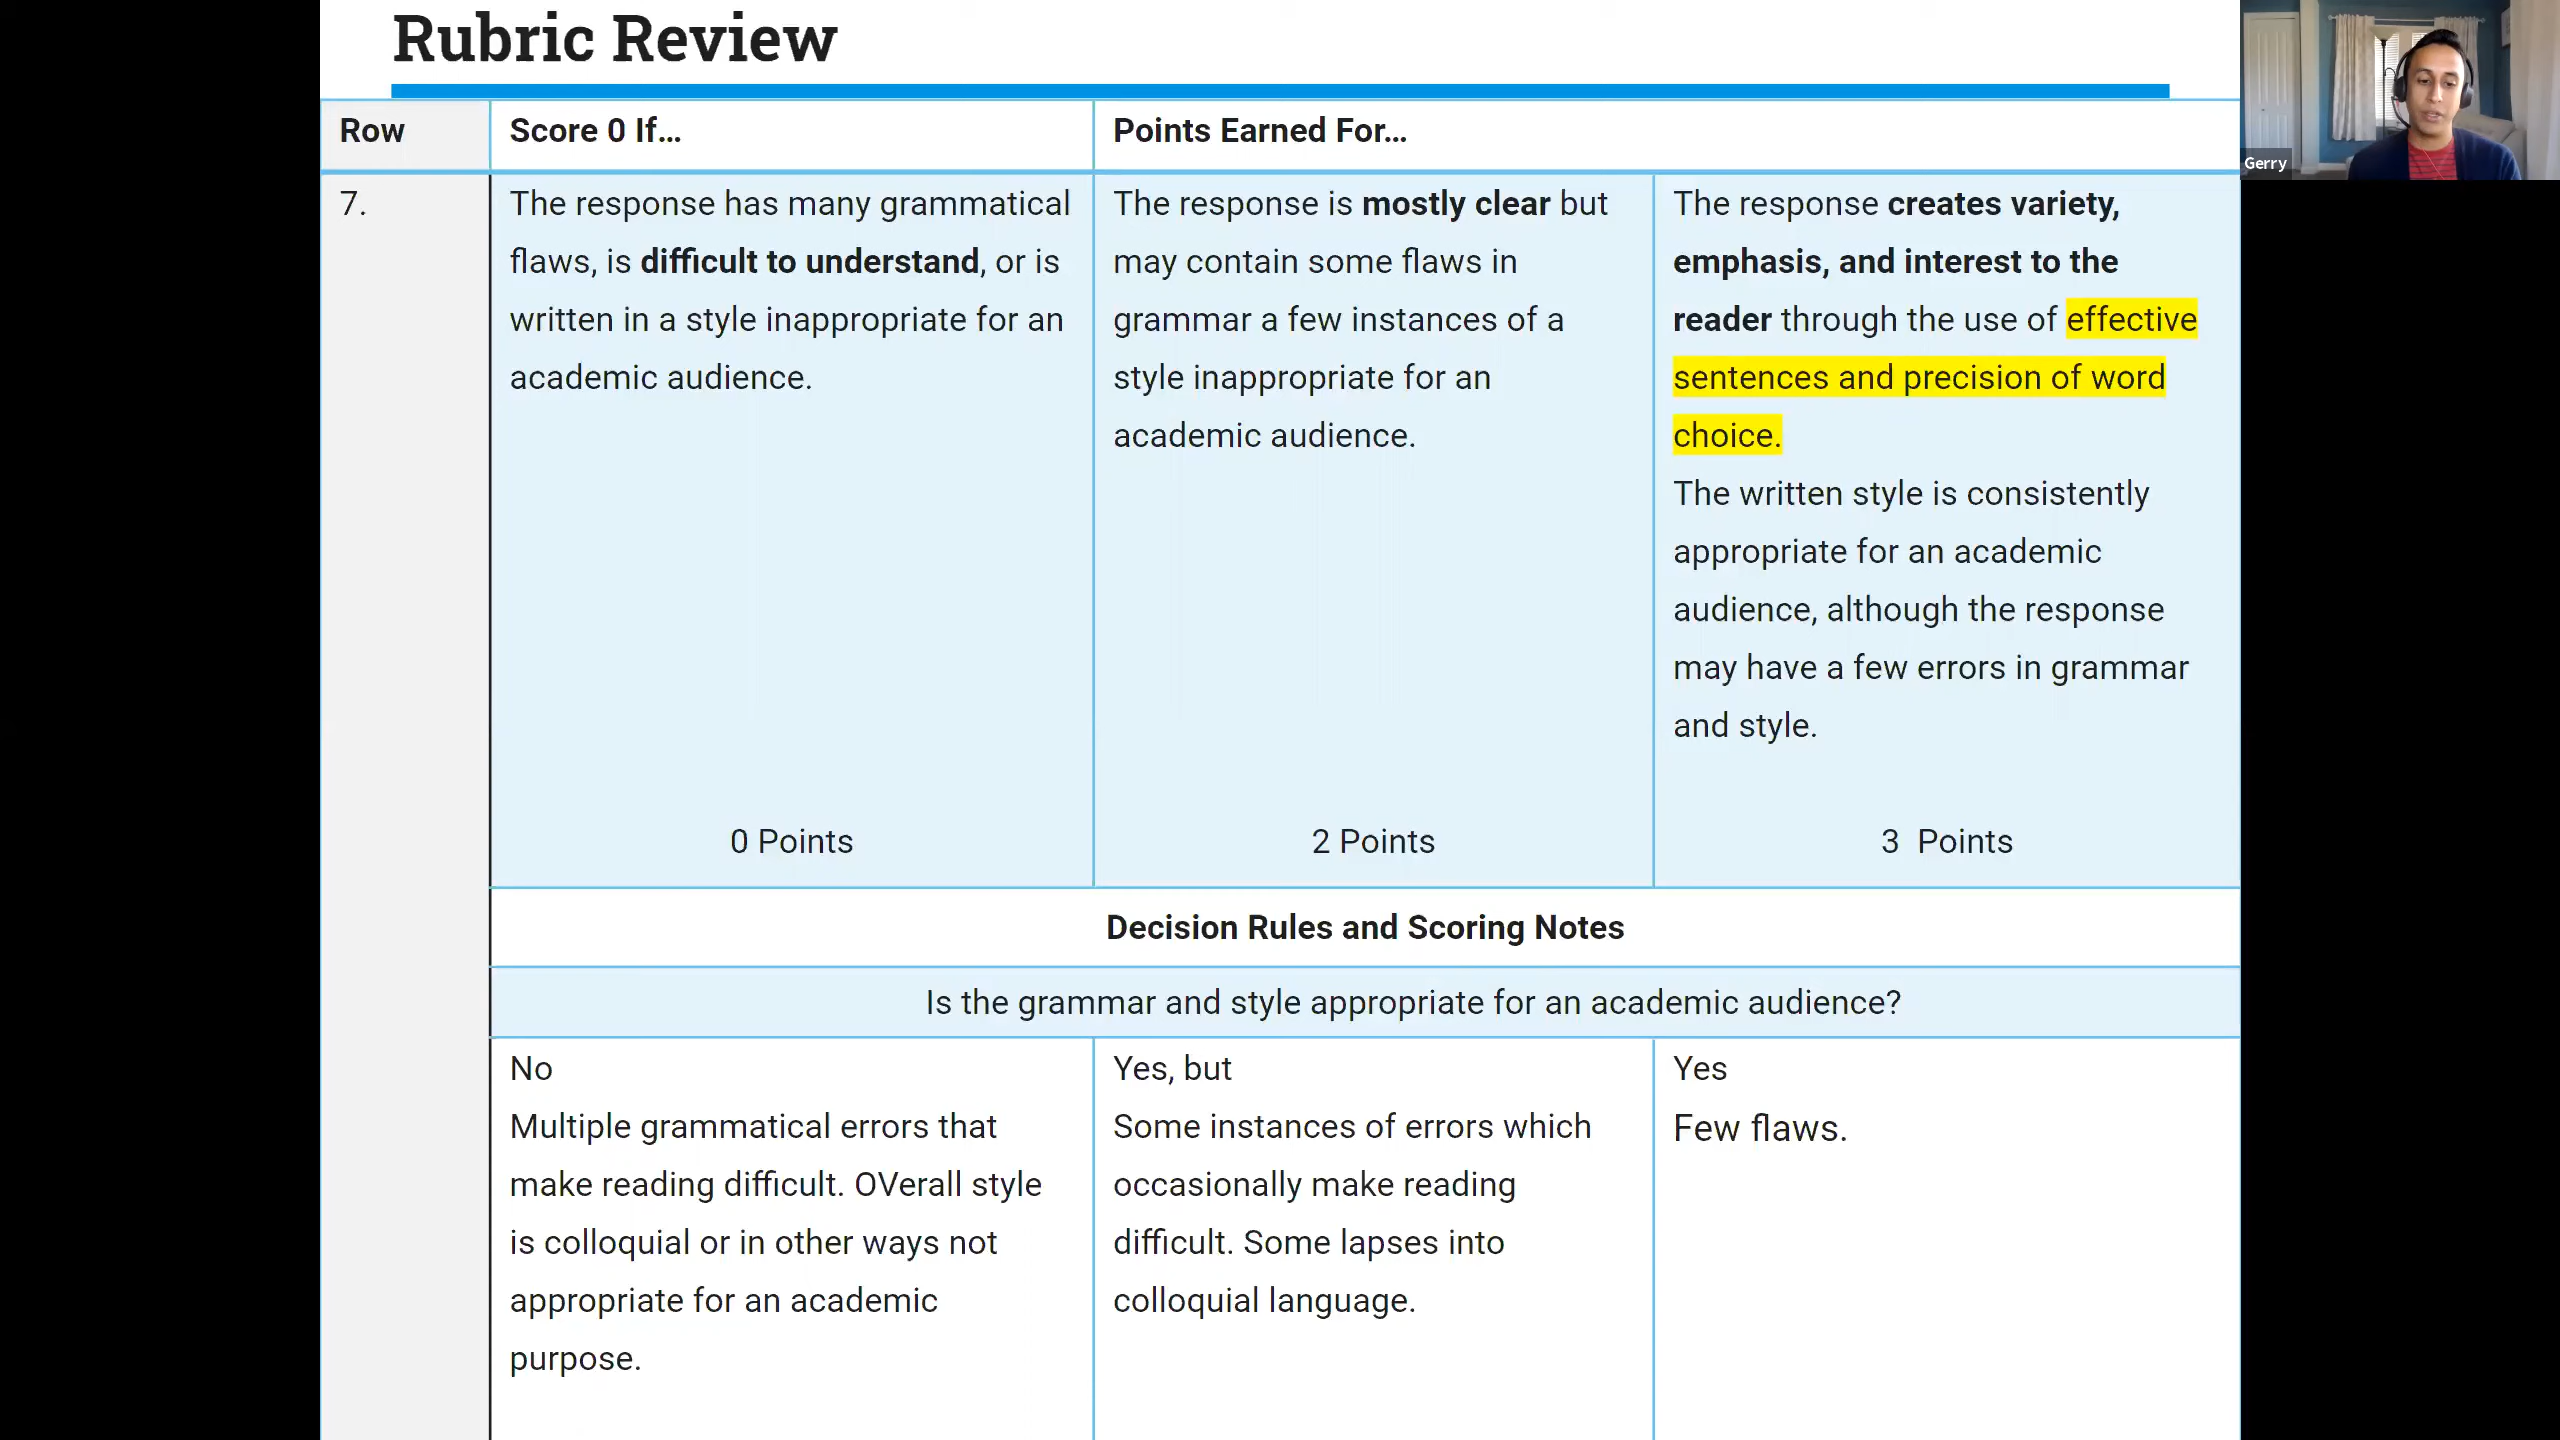 Rubric Review
Row
Score 0 If...
Points Earned For...
Gerry
7.
The response has many grammatical
flaws, is difficult to understand, or is
written in a style inappropriate for an
academic audience.
0 Points
The response is mostly clear but
may contain some flaws in
grammar a few instances of a
style inappropriate for an
academic audience.
2 Points
The response creates variety,
emphasis, and interest to the
reader through the use of effective
sentences and precision of word
choice.
The written style is consistently
appropriate for an academic
audience, although the response
may have a few errors in grammar
and style.
3 Points
Decision Rules and Scoring Notes
Is the grammar and style appropriate for an academic audience?
No
Multiple grammatical errors that
make reading difficult. OVerall style
is colloquial or in other ways not
appropriate for an academic
purpose.
Yes, but
Some instances of errors which
occasionally make reading
difficult. Some lapses into
colloquial language.
Yes
Few flaws.